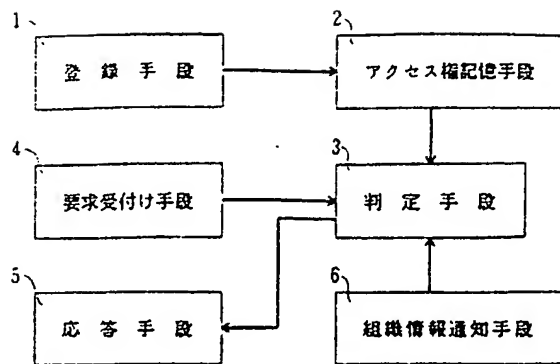 1
登録手段
2
アクセス権記憶手段
4
要求受付け手段
3
判定手段
5
応答手段
6
組織情報通知手段